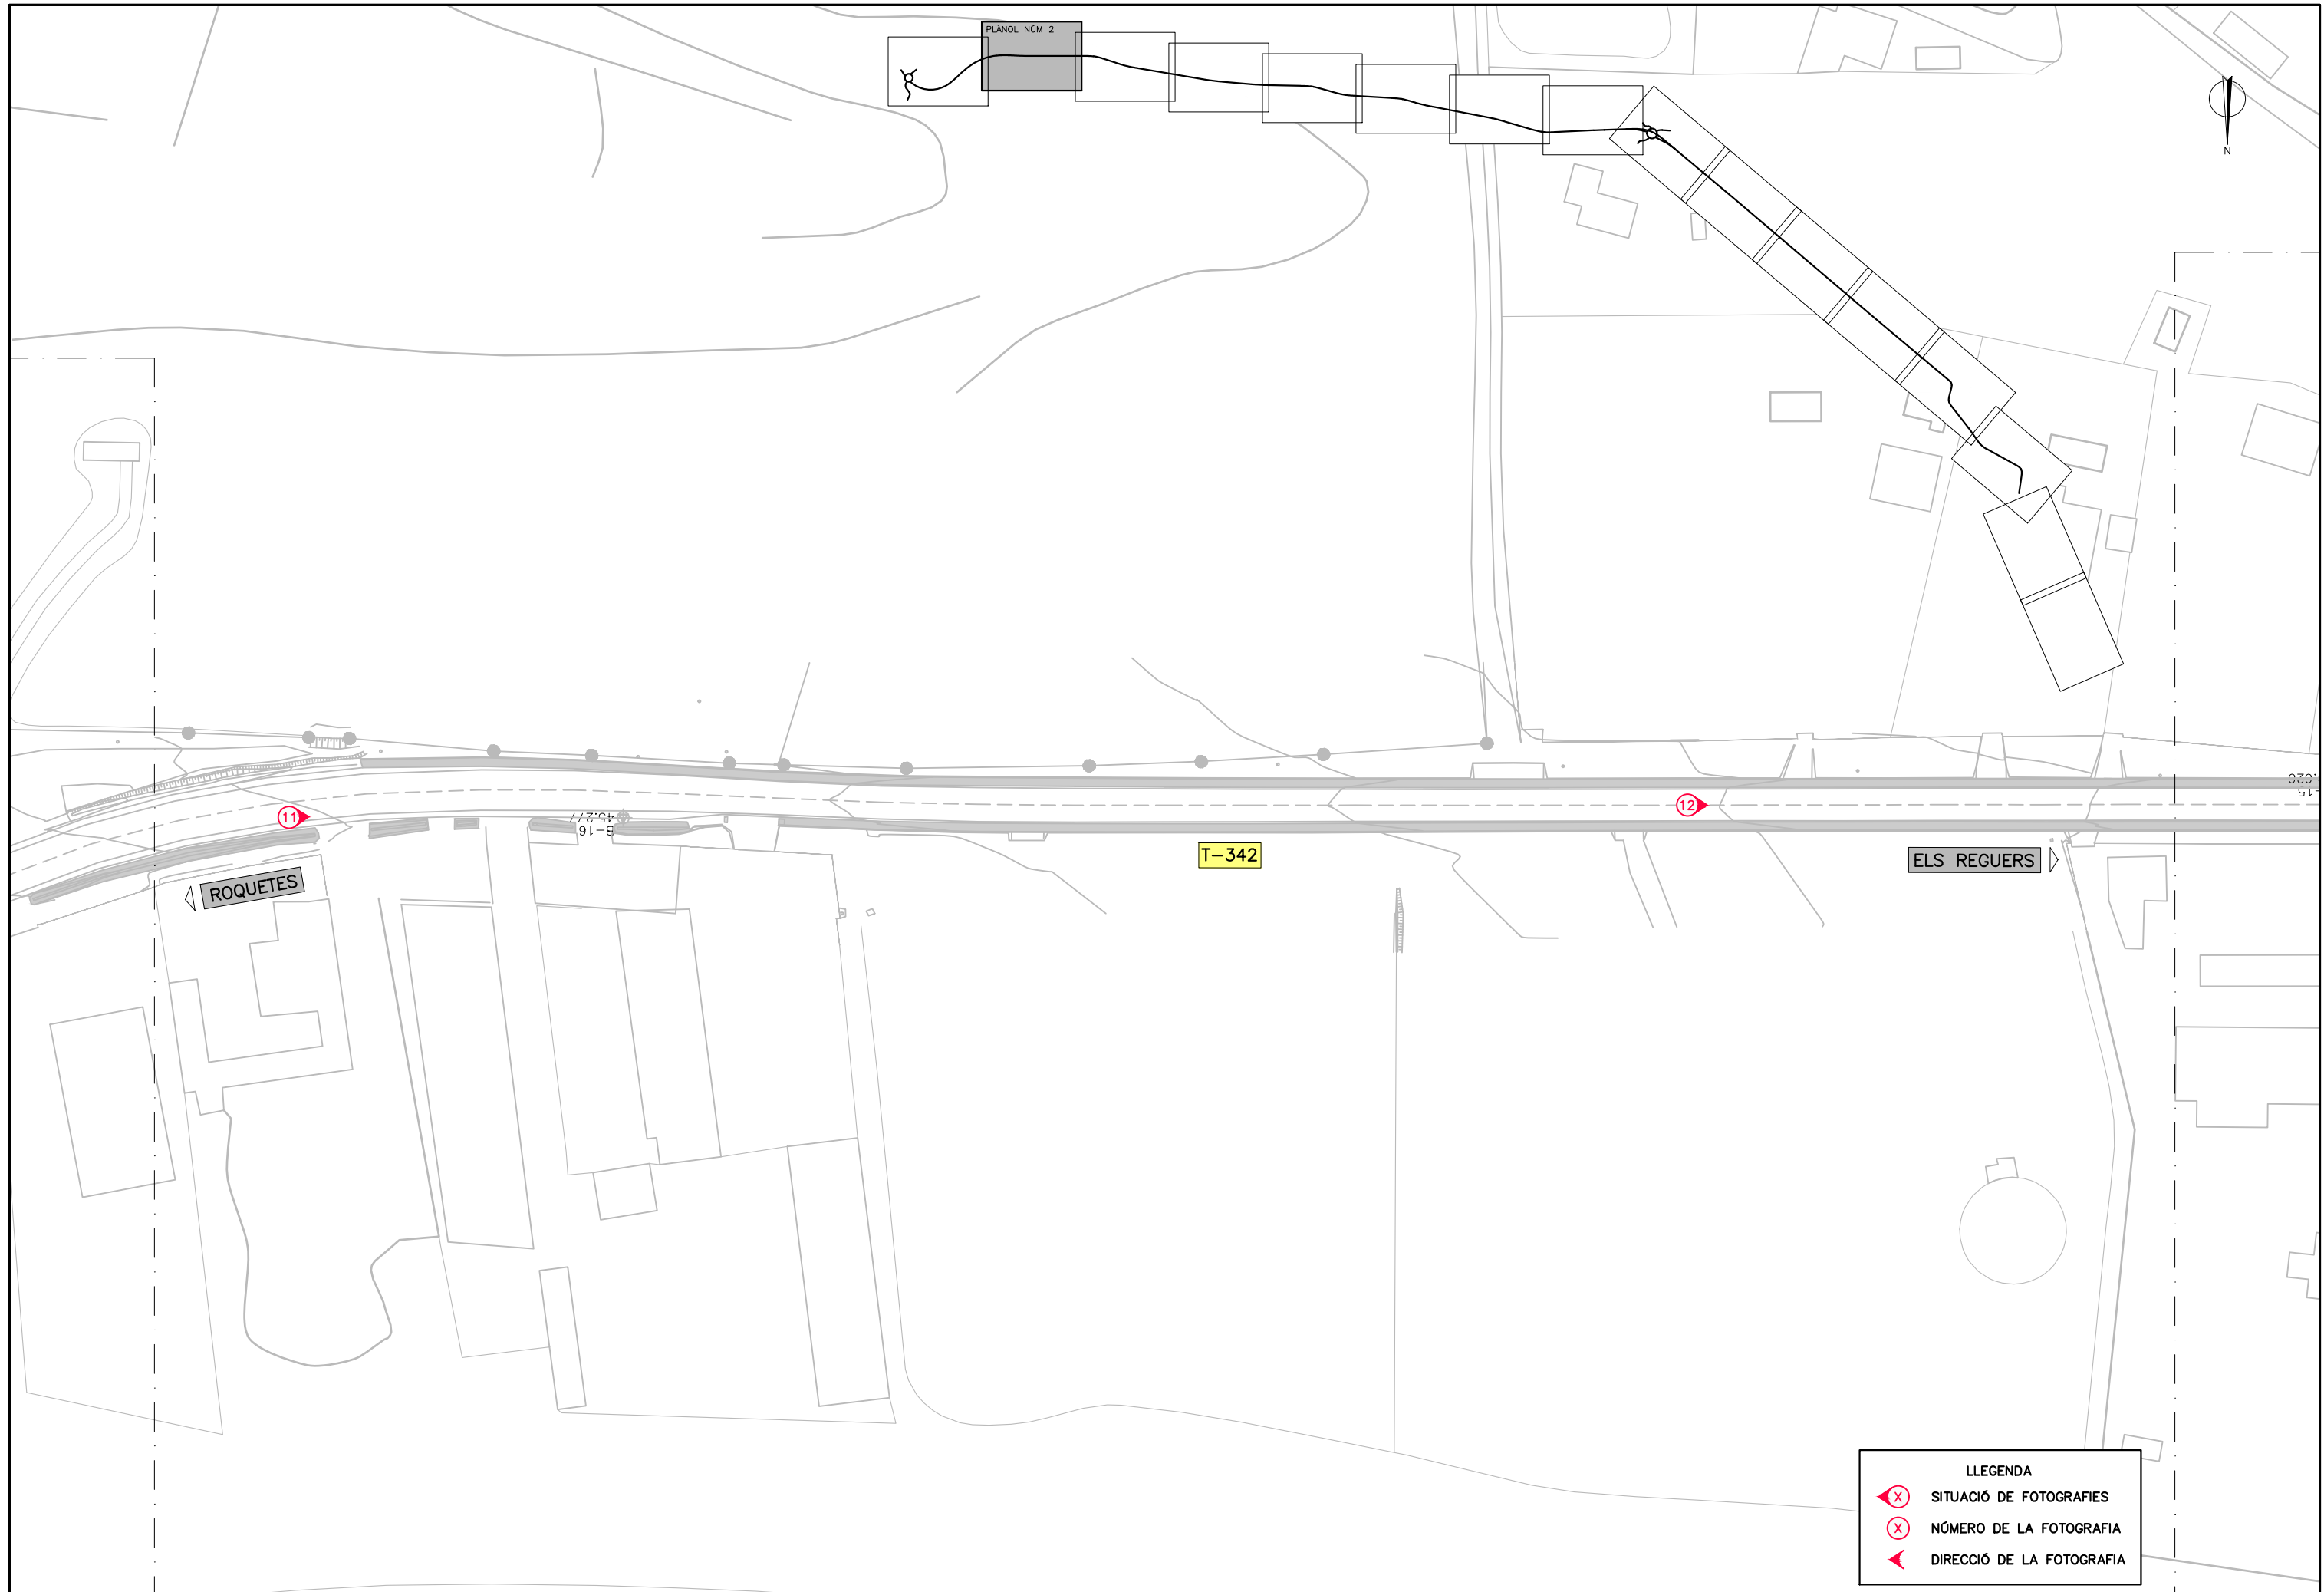 PLÀNOL NÚM 2
N
11
B-16
45.277
12
ROQUETES
T-342
ELS REGUERS
LLEGENDA
X SITUACIÓ DE FOTOGRAFIES
X NÚMERO DE LA FOTOGRAFIA
DIRECCIÓ DE LA FOTOGRAFIA